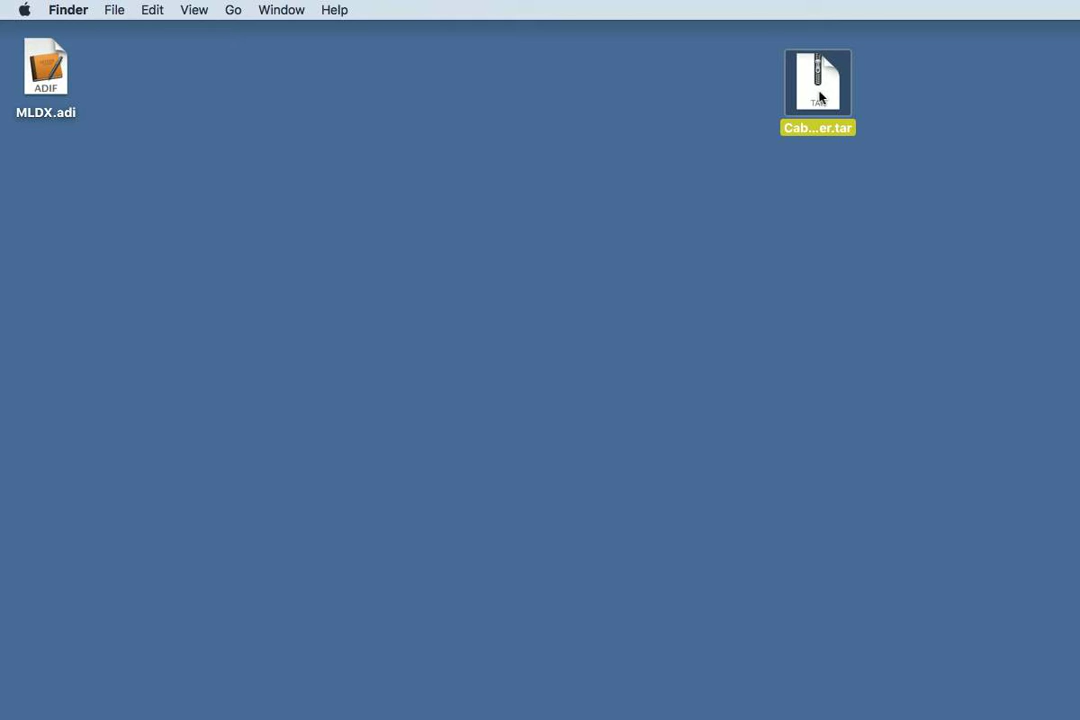 Finder File Edit View Go Window Help
ADIF
MLDX.adi
TAR
Cab...er.tar